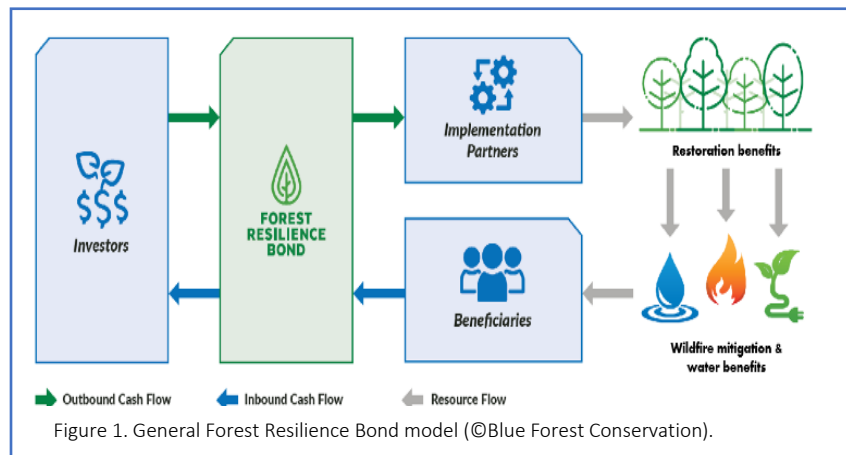 Investors
FOREST
RESILIENCE
BOND
Implementation
Partners
Beneficiaries
Restoration benefits
Wildfire mitigation &
water benefits
Outbound Cash Flow
Inbound Cash Flow
Resource Flow
Figure 1. General Forest Resilience Bond model (©Blue Forest Conservation).